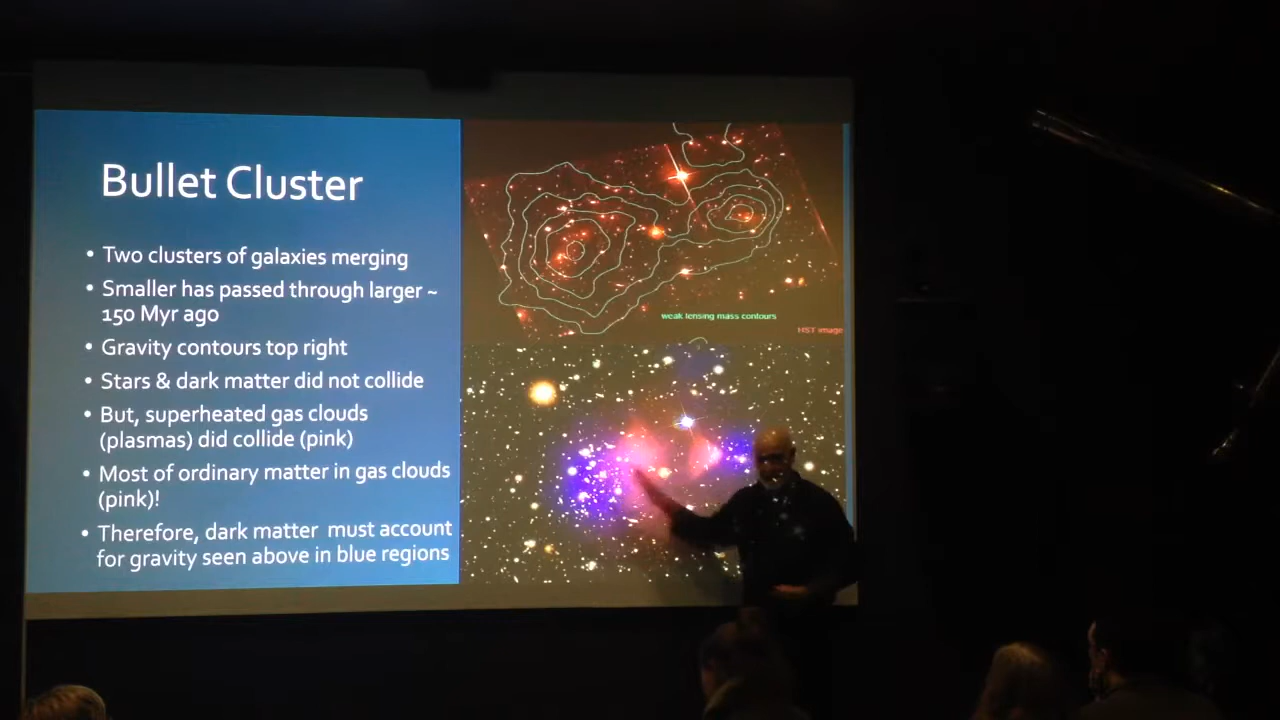 Bullet Cluster
• Two clusters of galaxies merging
• Smaller has passed through larger ~
150 Myr ago
• Gravity contours top right
• Stars & dark matter did not collide
• But, superheated gas clouds
(plasmas) did collide (pink)
• Most of ordinary matter in gas clouds
(pink)!
• Therefore, dark matter must account
for gravity seen above in blue regions
weak lensing mass contours
HST image